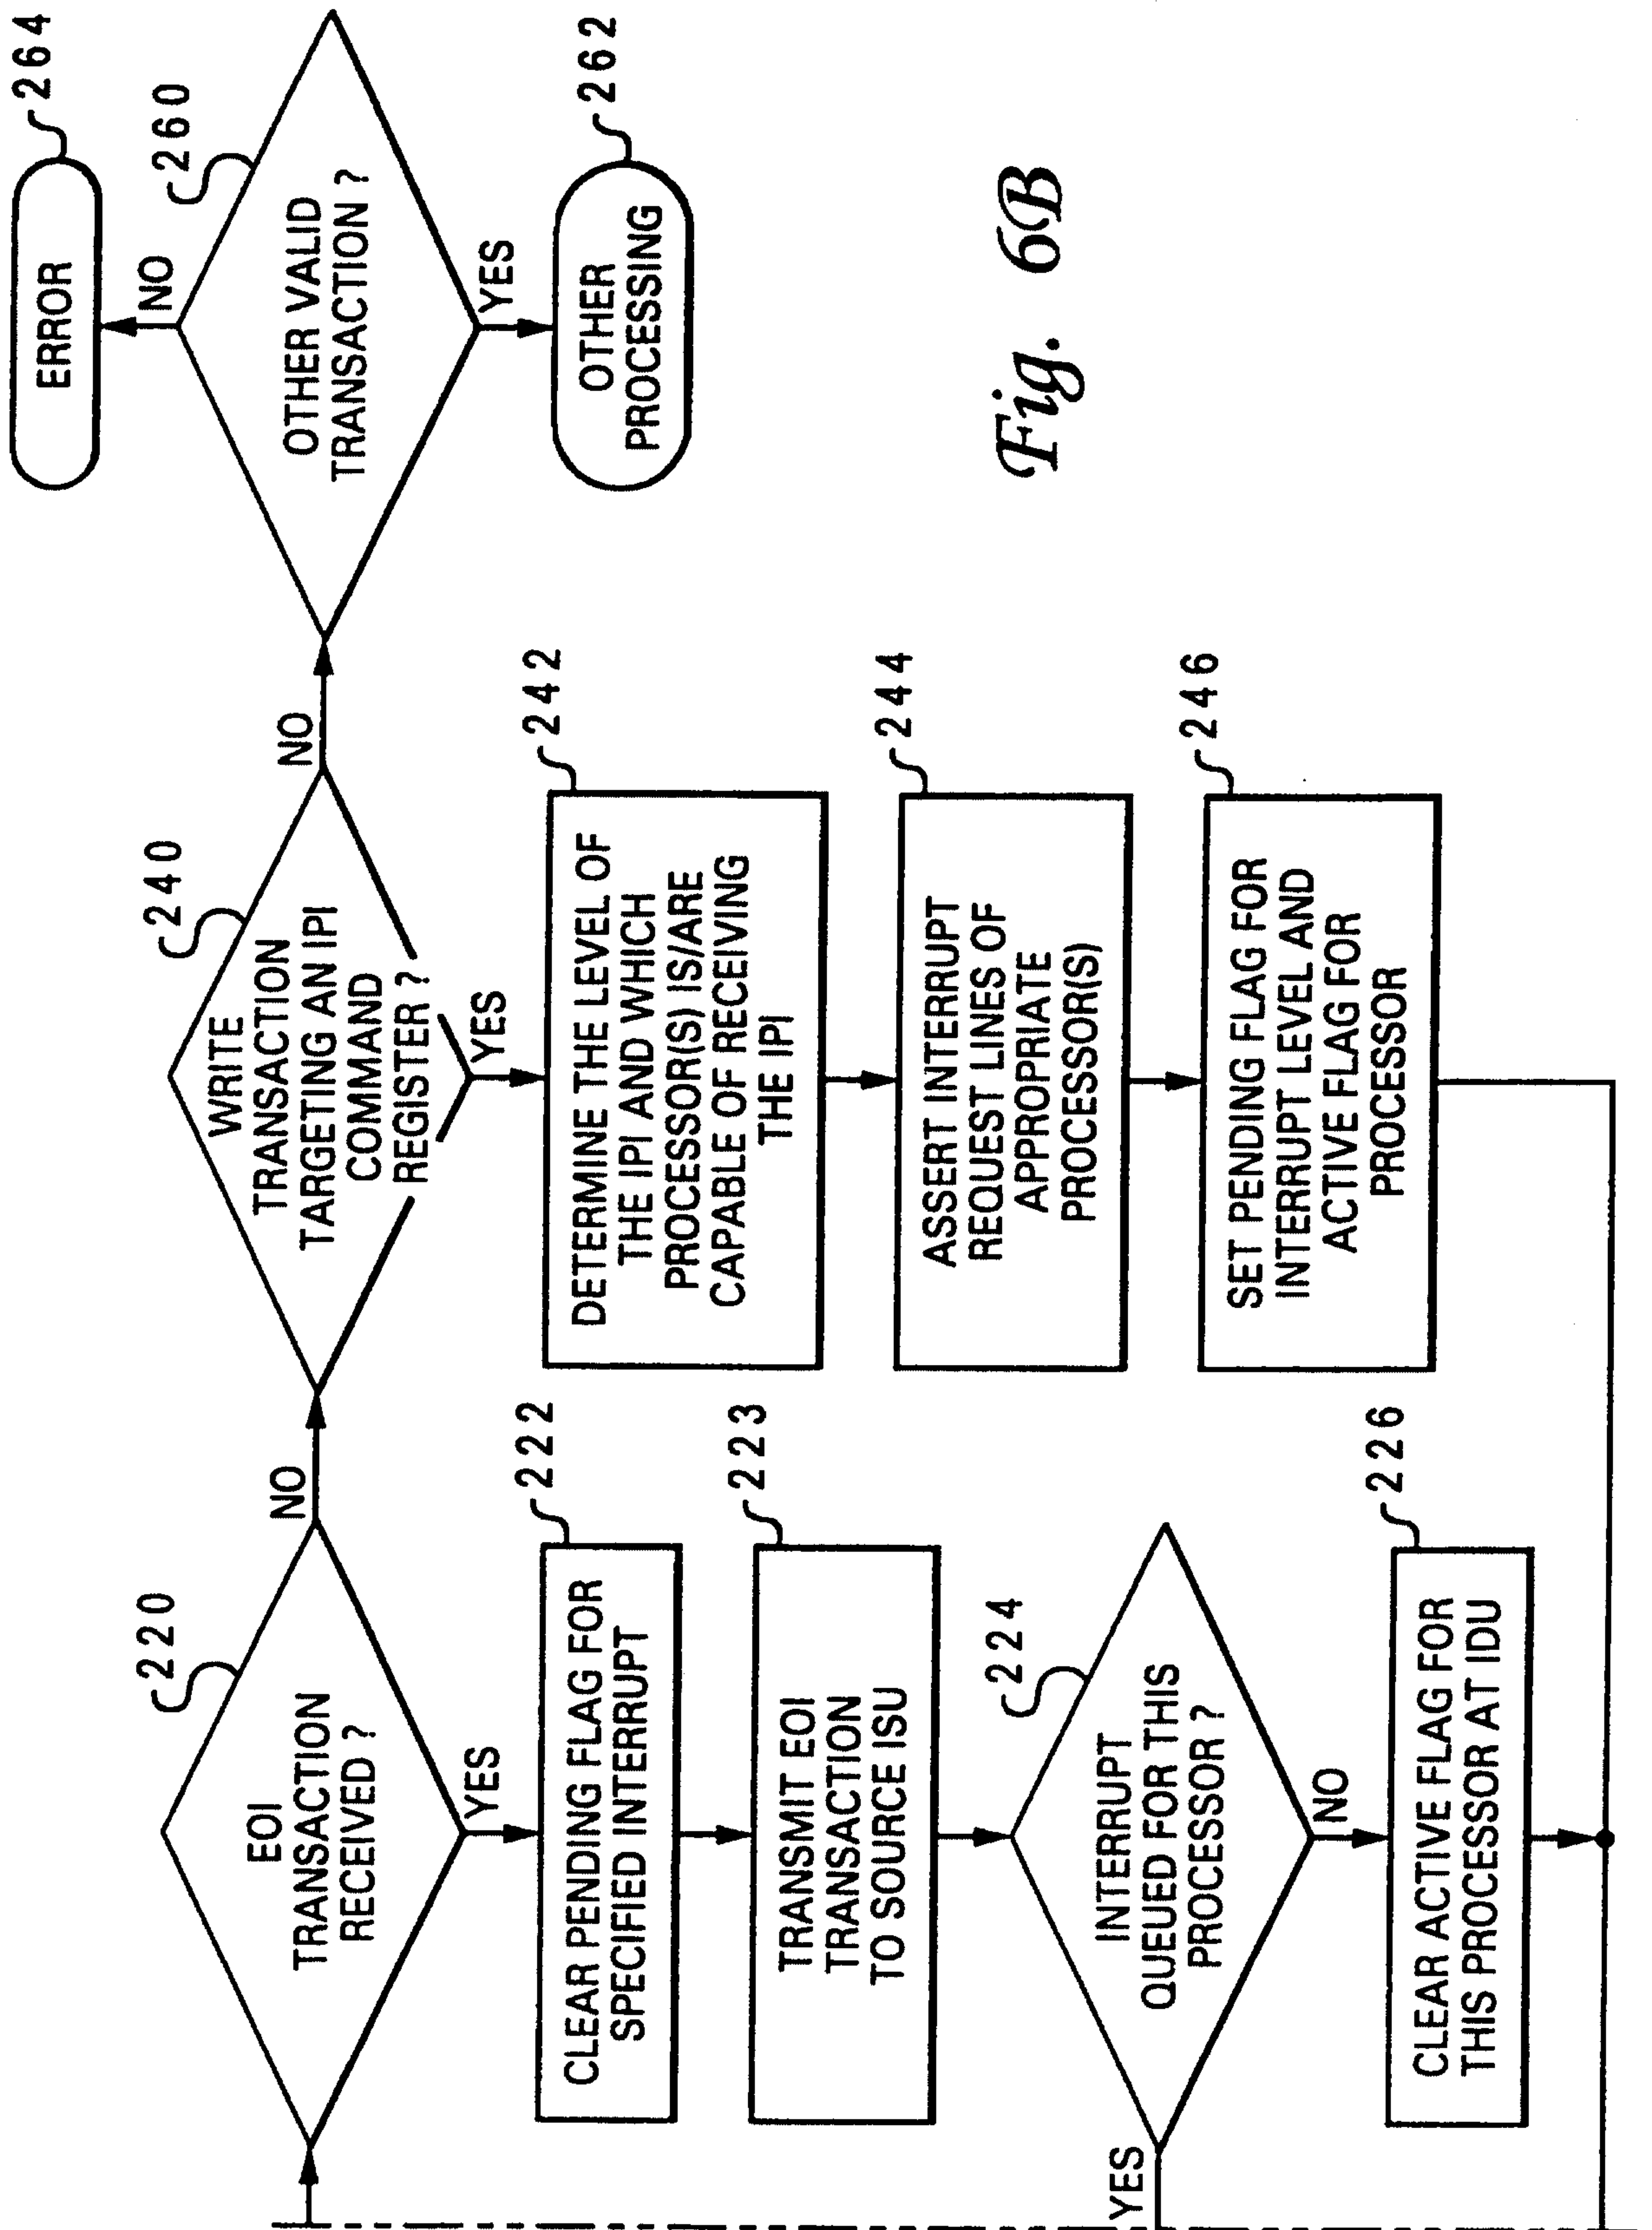 220
EOI
TRANSACTION
RECEIVED ?
NO
YES
222
CLEAR PENDING FLAG FOR
SPECIFIED INTERRUPT
223
TRANSMIT EOI
TRANSACTION
TO SOURCE ISU
224
INTERRUPT
QUEUED FOR THIS
PROCESSOR ?
YES
NO
226
CLEAR ACTIVE FLAG FOR
THIS PROCESSOR AT IDU
240
WRITE
TRANSACTION
TARGETING AN IPI
COMMAND
REGISTER ?
NO
YES
242
DETERMINE THE LEVEL OF
THE IPI AND WHICH
PROCESSOR(S) IS/ARE
CAPABLE OF RECEIVING
THE IPI
244
ASSERT INTERRUPT
REQUEST LINES OF
APPROPRIATE
PROCESSOR(S)
246
SET PENDING FLAG FOR
INTERRUPT LEVEL AND
ACTIVE FLAG FOR
PROCESSOR
264
ERROR
NO
260
OTHER VALID
TRANSACTION ?
YES
262
OTHER
PROCESSING
Fig. 6B